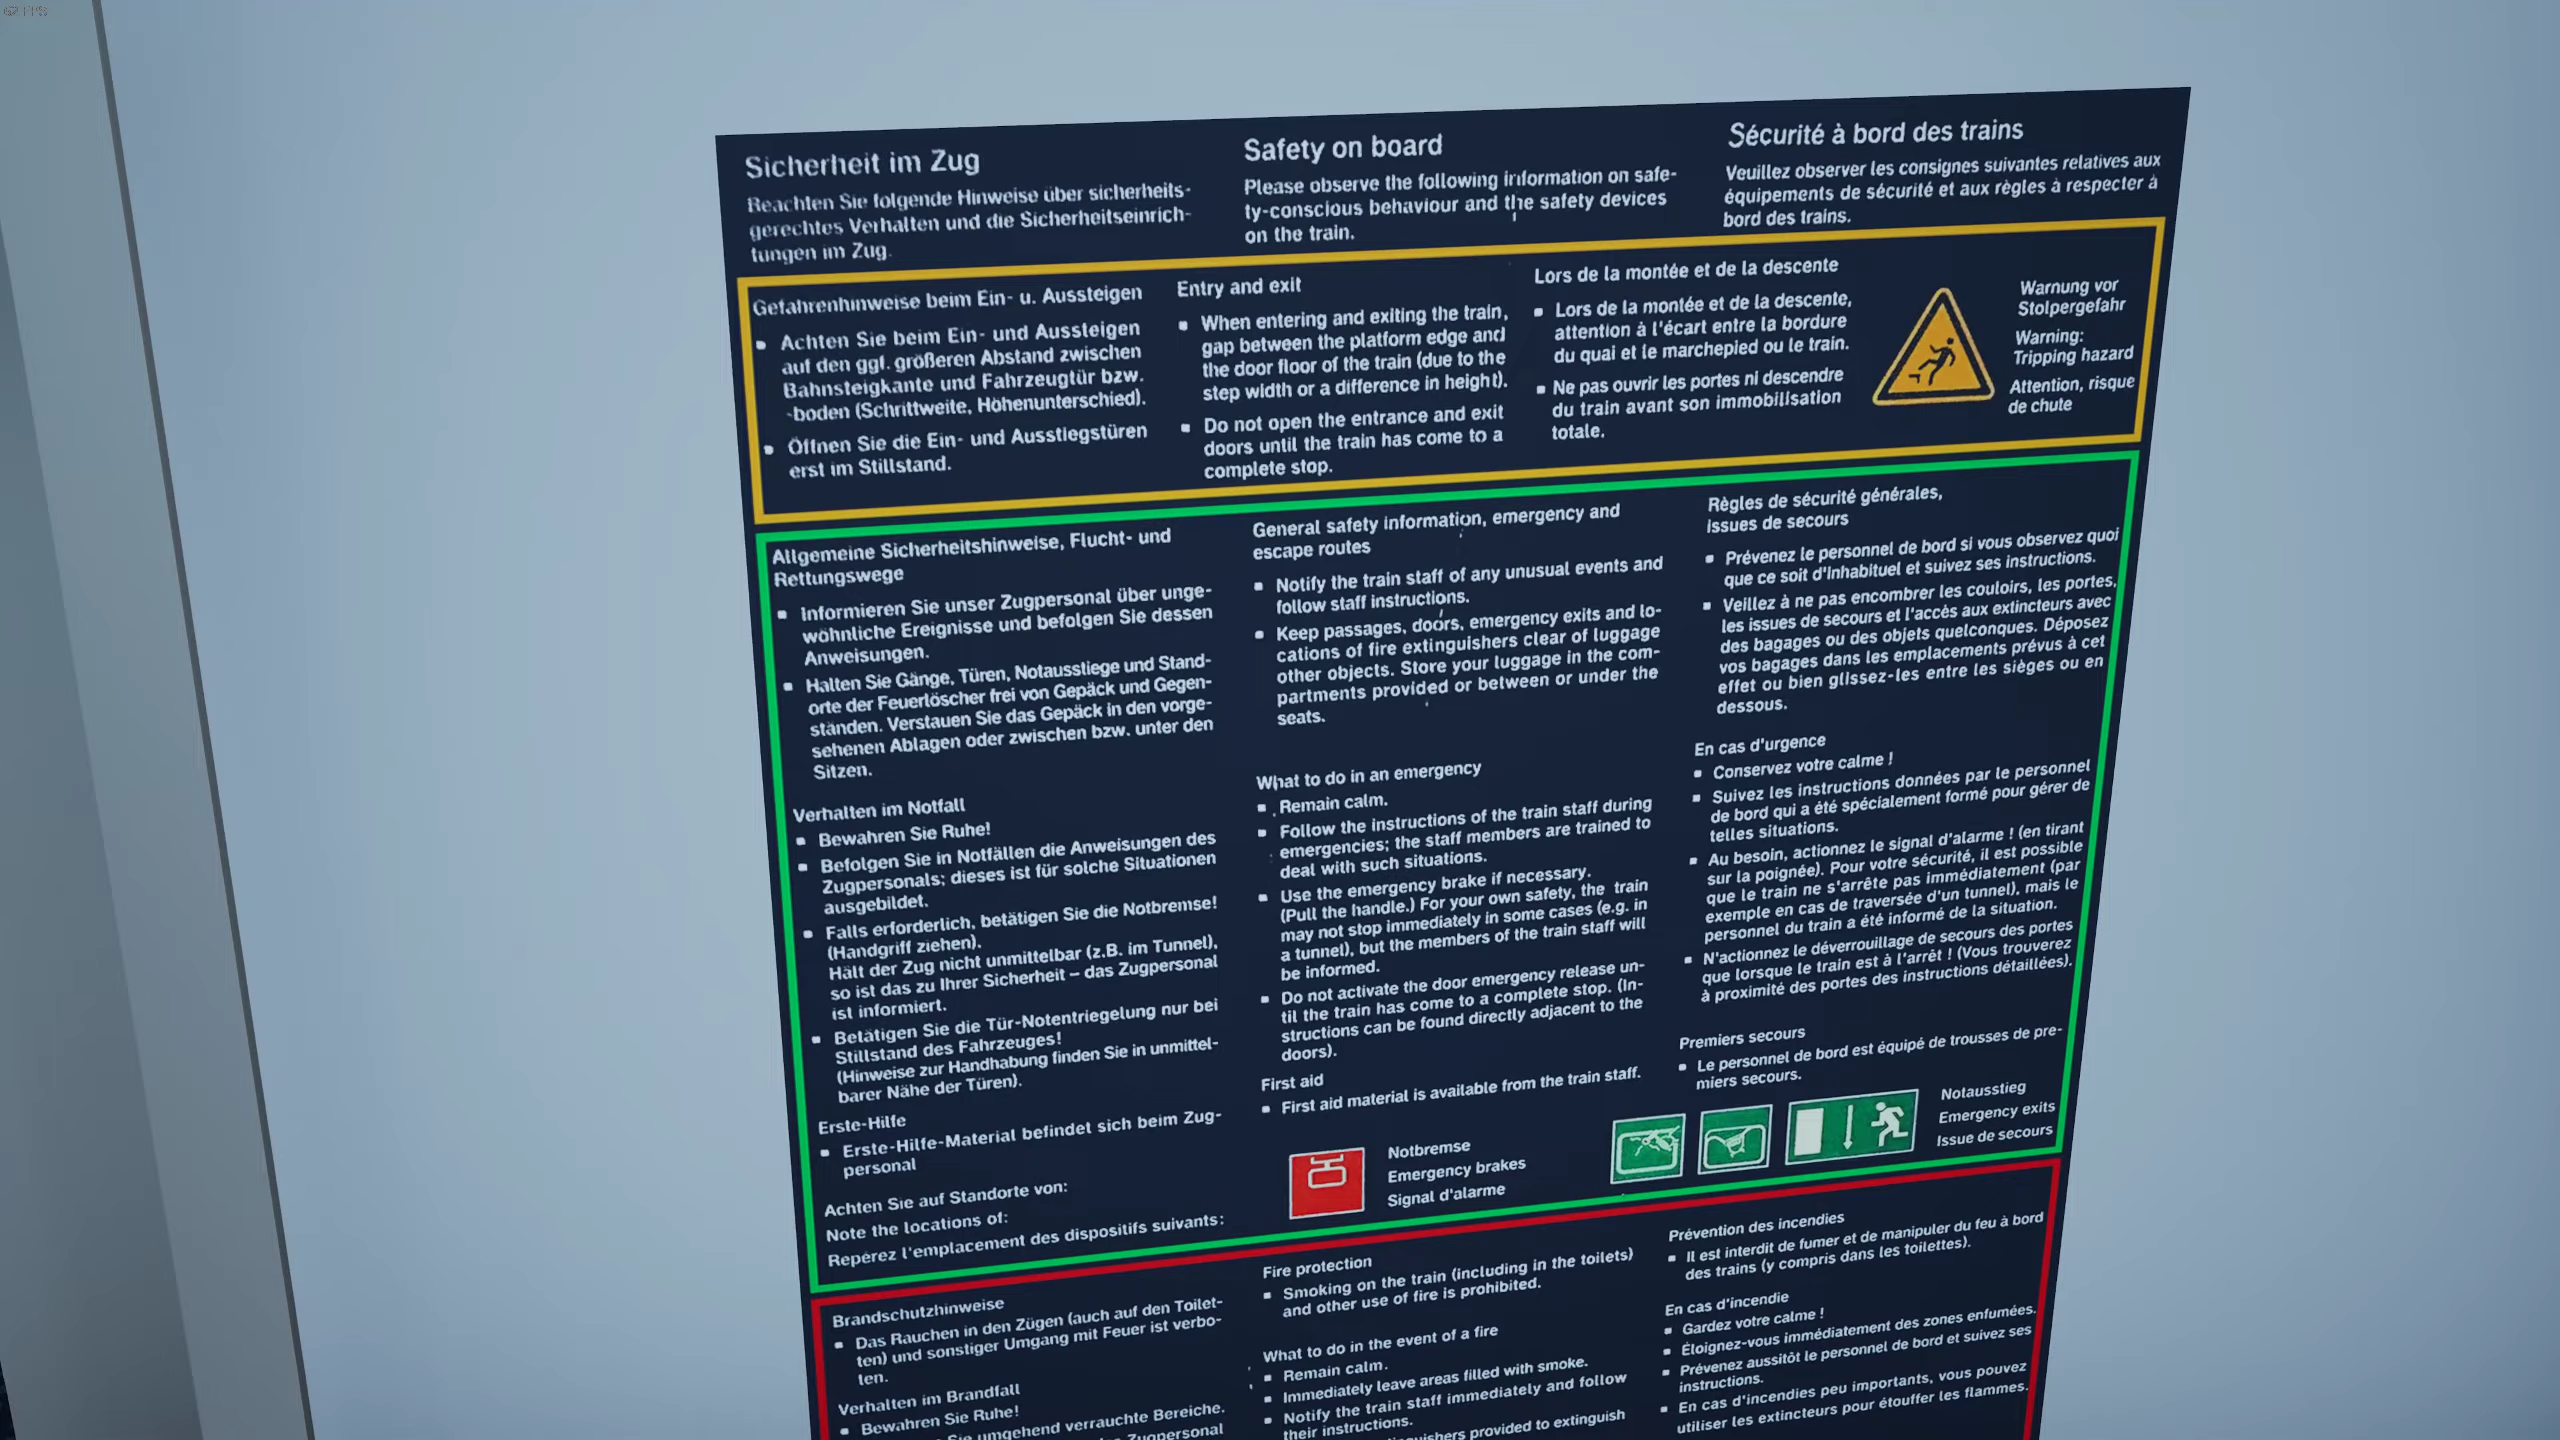 62 FPS
Sicherheit im Zug
Beachten Sie folgende Hinweise über sicherheits-
gerechtes Verhalten und die Sicherheitseinrich-
tungen im Zug.
Safety on board
Please observe the following information on safe-
ty-conscious behaviour and the safety devices
on the train.
Sécurité à bord des trains
Veuillez observer les consignes suivantes relatives aux
équipements de sécurité et aux règles à respecter à
bord des trains.
Gefahrenhinweise beim Ein- u. Aussteigen
Achten Sie beim Ein- und Aussteigen
auf den ggf. größeren Abstand zwischen
Bahnsteigkante und Fahrzeugtür bzw.
-boden (Schrittweite, Höhenunterschied).
Öffnen Sie die Ein- und Ausstiegstüren
erst im Stillstand.
Entry and exit
When entering and exiting the train,
gap between the platform edge and
the door floor of the train (due to the
step width or a difference in height).
Do not open the entrance and exit
doors until the train has come to a
complete stop.
Lors de la montée et de la descente
Lors de la montée et de la descente,
attention à l'écart entre la bordure
du quai et le marchepied ou le train.
Ne pas ouvrir les portes ni descendre
du train avant son immobilisation
totale.
Warnung vor
Stolpergefahr
Warning:
Tripping hazard
Attention, risque
de chute
Allgemeine Sicherheitshinweise, Flucht- und
Rettungswege
Informieren Sie unser Zugpersonal über unge-
wöhnliche Ereignisse und befolgen Sie dessen
Anweisungen.
Halten Sie Gänge, Türen, Notausstiege und Stand-
orte der Feuerlöscher frei von Gepäck und Gegen-
ständen. Verstauen Sie das Gepäck in den vorge-
sehenen Ablagen oder zwischen bzw. unter den
Sitzen.
Verhalten im Notfall
Bewahren Sie Ruhe!
Befolgen Sie in Notfällen die Anweisungen des
Zugpersonals; dieses ist für solche Situationen
ausgebildet.
Falls erforderlich, betätigen Sie die Notbremse!
(Handgriff ziehen).
Hält der Zug nicht unmittelbar (z.B. im Tunnel),
so ist das zu Ihrer Sicherheit – das Zugpersonal
ist informiert.
Betätigen Sie die Tür-Notentriegelung nur bei
Stillstand des Fahrzeuges!
(Hinweise zur Handhabung finden Sie in unmittel-
barer Nähe der Türen).
Erste-Hilfe
Erste-Hilfe-Material befindet sich beim Zug-
personal
Achten Sie auf Standorte von:
Note the locations of:
Repérez l'emplacement des dispositifs suivants:
General safety information, emergency and
escape routes
Notify the train staff of any unusual events and
follow staff instructions.
Keep passages, doors, emergency exits and lo-
cations of fire extinguishers clear of luggage
other objects. Store your luggage in the com-
partments provided or between or under the
seats.
What to do in an emergency
Remain calm.
Follow the instructions of the train staff during
emergencies; the staff members are trained to
deal with such situations.
Use the emergency brake if necessary.
(Pull the handle.) For your own safety, the train
may not stop immediately in some cases (e.g. in
a tunnel), but the members of the train staff will
be informed.
Do not activate the door emergency release un-
til the train has come to a complete stop. (In-
structions can be found directly adjacent to the
doors).
First aid
First aid material is available from the train staff.
Notbremse
Emergency brakes
Signal d'alarme
Règles de sécurité générales,
issues de secours
Prévenez le personnel de bord si vous observez quoi
que ce soit d'inhabituel et suivez ses instructions.
Veillez à ne pas encombrer les couloirs, les portes,
les issues de secours et l'accès aux extincteurs avec
des bagages ou des objets quelconques. Déposez
vos bagages dans les emplacements prévus à cet
effet ou bien glissez-les entre les sièges ou en
dessous.
En cas d'urgence
Conservez votre calme !
Suivez les instructions données par le personnel
de bord qui a été spécialement formé pour gérer de
telles situations.
Au besoin, actionnez le signal d'alarme ! (en tirant
sur la poignée). Pour votre sécurité, il est possible
que le train ne s'arrête pas immédiatement (par
exemple en cas de traversée d'un tunnel), mais le
personnel du train a été informé de la situation.
N'actionnez le déverrouillage de secours des portes
que lorsque le train est à l'arrêt ! (Vous trouverez
à proximité des portes des instructions détaillées).
Premiers secours
Le personnel de bord est équipé de trousses de pre-
miers secours.
Notausstieg
Emergency exits
Issue de secours
Brandschutzhinweise
Das Rauchen in den Zügen (auch auf den Toilet-
ten) und sonstiger Umgang mit Feuer ist verbo-
ten.
Verhalten im Brandfall
Bewahren Sie Ruhe!
Sie umgehend verrauchte Bereiche.
Zugpersonal
Fire protection
Smoking on the train (including in the toilets)
and other use of fire is prohibited.
What to do in the event of a fire
Remain calm.
Immediately leave areas filled with smoke.
Notify the train staff immediately and follow
their instructions.
provided to extinguish
Prévention des incendies
Il est interdit de fumer et de manipuler du feu à bord
des trains (y compris dans les toilettes).
En cas d'incendie
Gardez votre calme !
Éloignez-vous immédiatement des zones enfumées.
Prévenez aussitôt le personnel de bord et suivez ses
instructions.
En cas d'incendies peu importants, vous pouvez
utiliser les extincteurs pour étouffer les flammes.